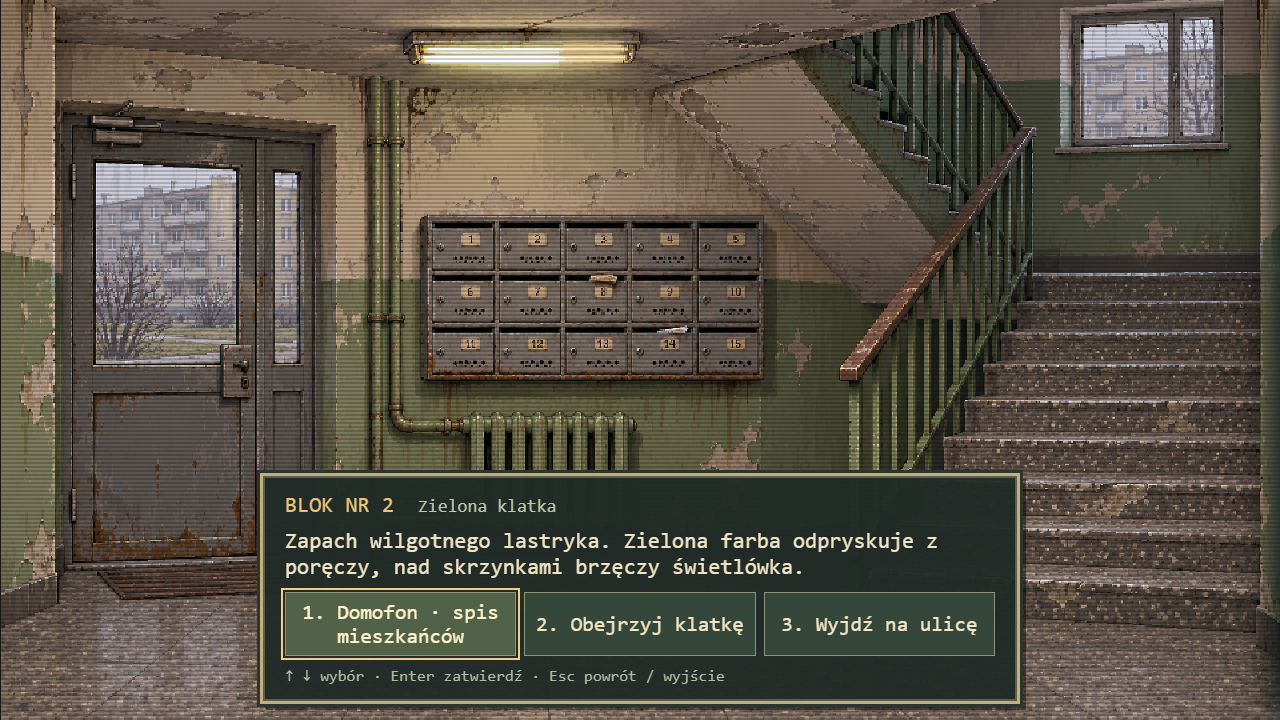 1 2 3 4 5
6 7 8 9 10
11 12 13 14 15
BLOK NR 2 Zielona klatka
Zapach wilgotnego lastryka. Zielona farba odpryskuje z
poręczy, nad skrzynkami brzęczy świetlówka.
1. Domofon · spis
mieszkańców
2. Obejrzyj klatkę
3. Wyjdź na ulicę
↑ ↓ wybór · Enter zatwierdź · Esc powrót / wyjście